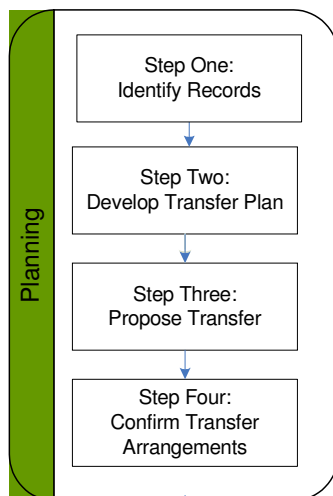 Planning
Step One:
Identify Records
Step Two:
Develop Transfer Plan
Step Three:
Propose Transfer
Step Four:
Confirm Transfer
Arrangements